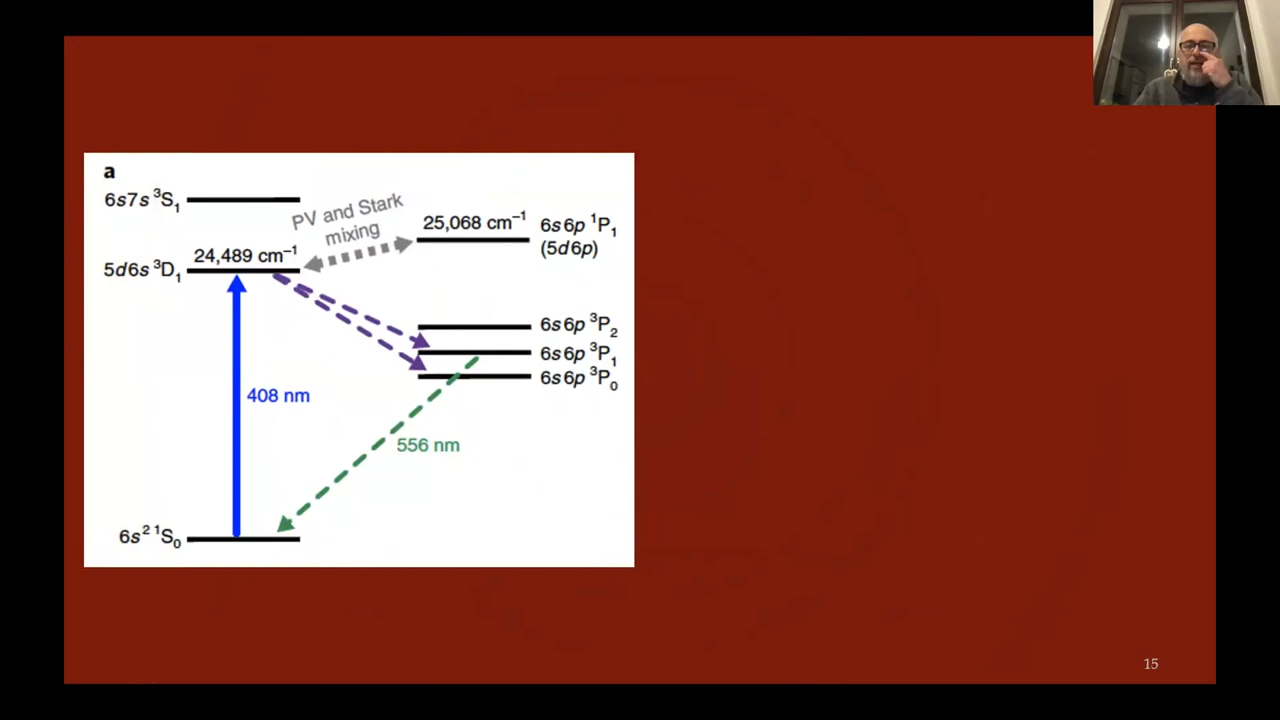 a
6s7s ³S₁
PV and Stark
mixing
25,068 cm⁻¹
6s6p ¹P₁
(5d6p)
24,489 cm⁻¹
5d6s ³D₁
6s6p ³P₂
6s6p ³P₁
6s6p ³P₀
408 nm
556 nm
6s² ¹S₀
15